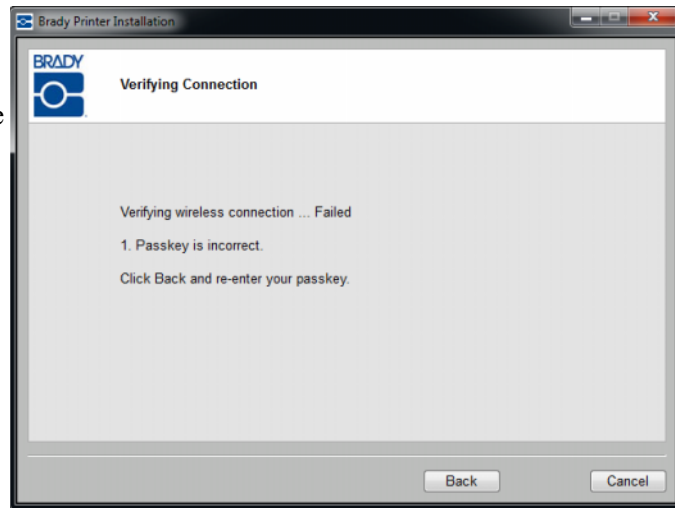 Brady Printer Installation
BRADY
Verifying Connection
e
Verifying wireless connection ... Failed
1. Passkey is incorrect.
Click Back and re-enter your passkey.
Back
Cancel